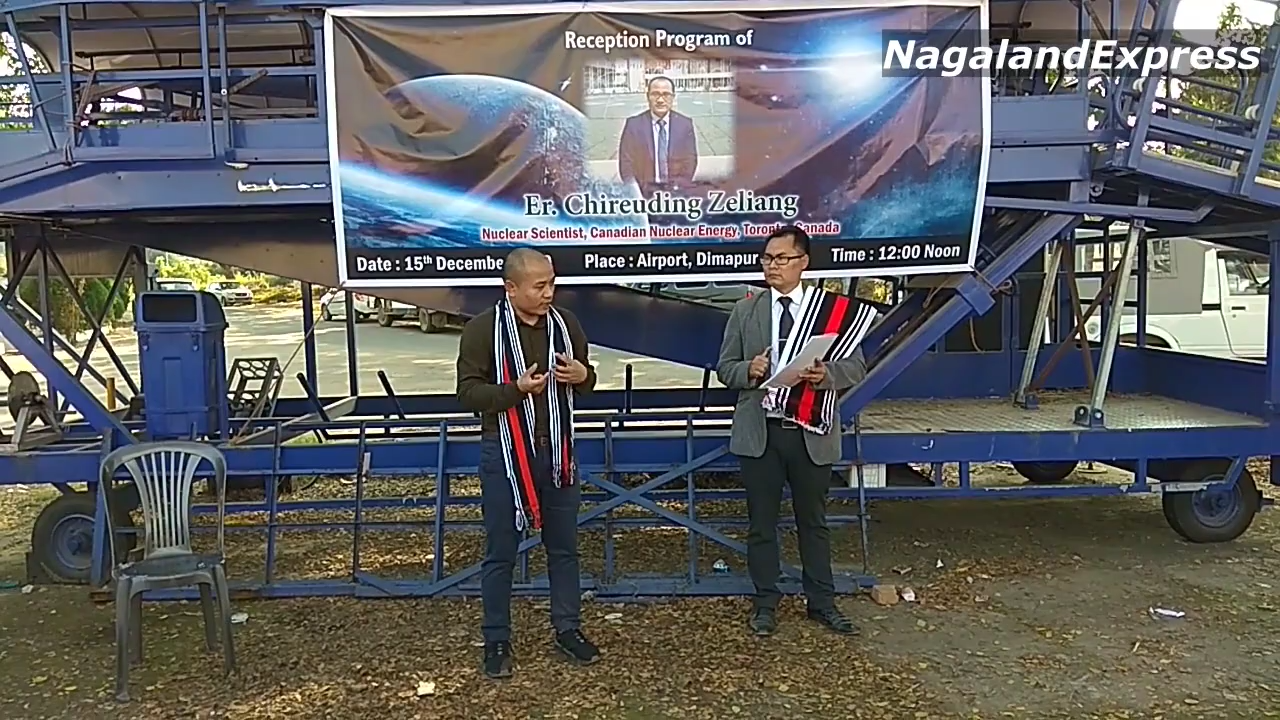 NagalandExpress
Reception Program of
Er. Chireuding Zeliang
Nuclear Scientist, Canadian Nuclear Energy, Toronto, Canada
Date : 15th Decembe
Place : Airport, Dimapur
Time : 12:00 Noon